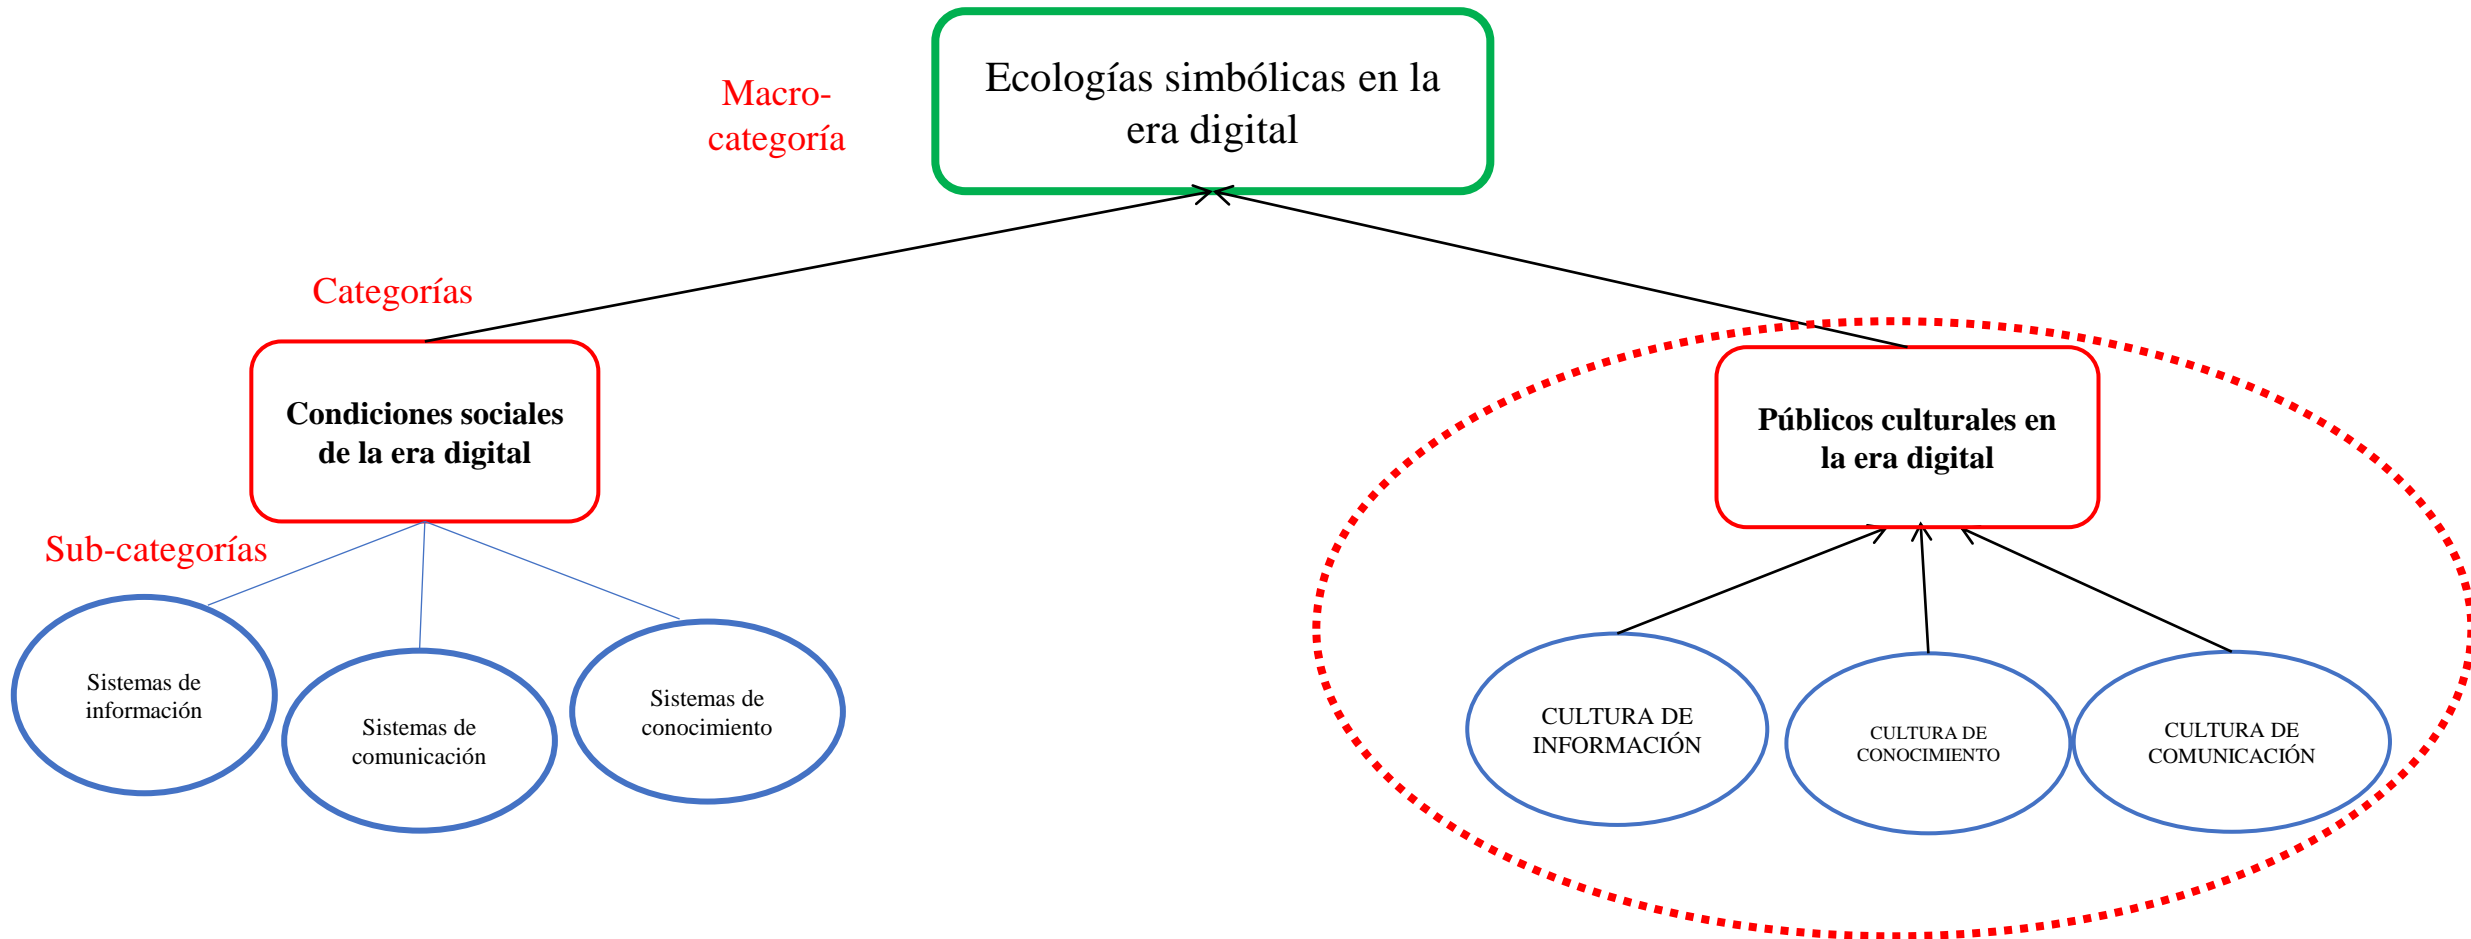 Ecologías simbólicas en la
era digital
Macro-
categoría
Categorías
Condiciones sociales
de la era digital
Públicos culturales en
la era digital
Sub-categorías
Sistemas de
información
Sistemas de
comunicación
Sistemas de
conocimiento
CULTURA DE
INFORMACIÓN
CULTURA DE
CONOCIMIENTO
CULTURA DE
COMUNICACIÓN